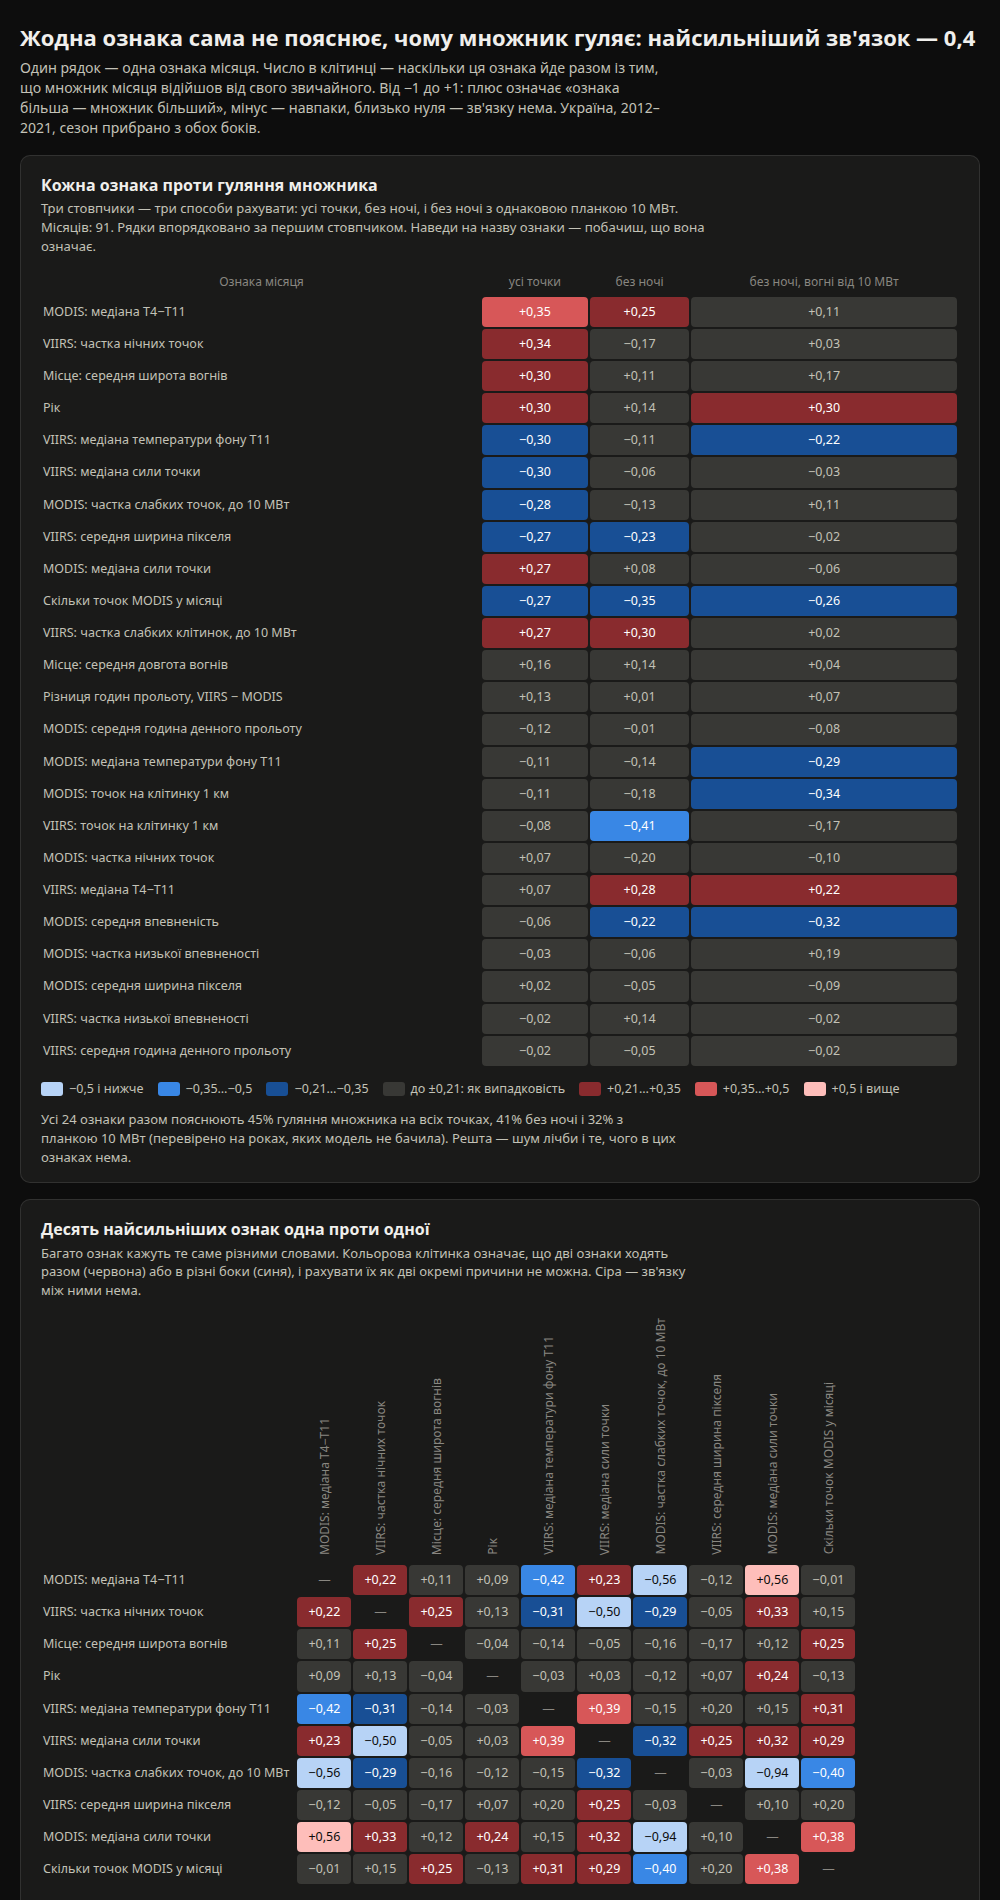 Жодна ознака сама не пояснює, чому множник гуляє: найсильніший зв'язок — 0,4
Один рядок — одна ознака місяця. Число в клітинці — наскільки ця ознака йде разом із тим,
що множник місяця відійшов від свого звичайного. Від −1 до +1: плюс означає «ознака
більша — множник більший», мінус — навпаки, близько нуля — зв'язку нема. Україна, 2012–
2021, сезон прибрано з обох боків.
Кожна ознака проти гуляння множника
Три стовпчики — три способи рахувати: усі точки, без ночі, і без ночі з однаковою планкою 10 МВт.
Місяців: 91. Рядки впорядковано за першим стовпчиком. Наведи на назву ознаки — побачиш, що вона
означає.
Ознака місяця усі точки без ночі без ночі, вогні від 10 МВт
MODIS: медіана T4−T11 +0,35 +0,25 +0,11
VIIRS: частка нічних точок +0,34 −0,17 +0,03
Місце: середня широта вогнів +0,30 +0,11 +0,17
Рік +0,30 +0,14 +0,30
VIIRS: медіана температури фону T11 −0,30 −0,11 −0,22
VIIRS: медіана сили точки −0,30 −0,06 −0,03
MODIS: частка слабких точок, до 10 МВт −0,28 −0,13 +0,11
VIIRS: середня ширина пікселя −0,27 −0,23 −0,02
MODIS: медіана сили точки +0,27 +0,08 −0,06
Скільки точок MODIS у місяці −0,27 −0,35 −0,26
VIIRS: частка слабких клітинок, до 10 МВт +0,27 +0,30 +0,02
Місце: середня довгота вогнів +0,16 +0,14 +0,04
Різниця годин прольоту, VIIRS − MODIS +0,13 +0,01 +0,07
MODIS: середня година денного прольоту −0,12 −0,01 −0,08
MODIS: медіана температури фону T11 −0,11 −0,14 −0,29
MODIS: точок на клітинку 1 км −0,11 −0,18 −0,34
VIIRS: точок на клітинку 1 км −0,08 −0,41 −0,17
MODIS: частка нічних точок +0,07 −0,20 −0,10
VIIRS: медіана T4−T11 +0,07 +0,28 +0,22
MODIS: середня впевненість −0,06 −0,22 −0,32
MODIS: частка низької впевненості −0,03 −0,06 +0,19
MODIS: середня ширина пікселя +0,02 −0,05 −0,09
VIIRS: частка низької впевненості −0,02 +0,14 −0,02
VIIRS: середня година денного прольоту −0,02 −0,05 −0,02
−0,5 і нижче −0,35…−0,5 −0,21…−0,35 до ±0,21: як випадковість +0,21…+0,35 +0,35…+0,5 +0,5 і вище
Усі 24 ознаки разом пояснюють 45% гуляння множника на всіх точках, 41% без ночі і 32% з
планкою 10 МВт (перевірено на роках, яких модель не бачила). Решта — шум лічби і те, чого в цих
ознаках нема.
Десять найсильніших ознак одна проти одної
Багато ознак кажуть те саме різними словами. Кольорова клітинка означає, що дві ознаки ходять
разом (червона) або в різні боки (синя), і рахувати їх як дві окремі причини не можна. Сіра — зв'язку
між ними нема.
MODIS: медіана T4−T11
VIIRS: частка нічних точок
Місце: середня широта вогнів
Рік
VIIRS: медіана температури фону T11
VIIRS: медіана сили точки
MODIS: частка слабких точок, до 10 МВт
VIIRS: середня ширина пікселя
MODIS: медіана сили точки
Скільки точок MODIS у місяці
MODIS: медіана T4−T11 — +0,22 +0,11 +0,09 −0,42 +0,23 −0,56 −0,12 +0,56 −0,01
VIIRS: частка нічних точок +0,22 — +0,25 +0,13 −0,31 −0,50 −0,29 −0,05 +0,33 +0,15
Місце: середня широта вогнів +0,11 +0,25 — −0,04 −0,14 −0,05 −0,16 −0,17 +0,12 +0,25
Рік +0,09 +0,13 −0,04 — −0,03 +0,03 −0,12 +0,07 +0,24 −0,13
VIIRS: медіана температури фону T11 −0,42 −0,31 −0,14 −0,03 — +0,39 −0,15 +0,20 +0,15 +0,31
VIIRS: медіана сили точки +0,23 −0,50 −0,05 +0,03 +0,39 — −0,32 +0,25 +0,32 +0,29
MODIS: частка слабких точок, до 10 МВт −0,56 −0,29 −0,16 −0,12 −0,15 −0,32 — −0,03 −0,94 −0,40
VIIRS: середня ширина пікселя −0,12 −0,05 −0,17 +0,07 +0,20 +0,25 −0,03 — +0,10 +0,20
MODIS: медіана сили точки +0,56 +0,33 +0,12 +0,24 +0,15 +0,32 −0,94 +0,10 — +0,38
Скільки точок MODIS у місяці −0,01 +0,15 +0,25 −0,13 +0,31 +0,29 −0,40 +0,20 +0,38 —